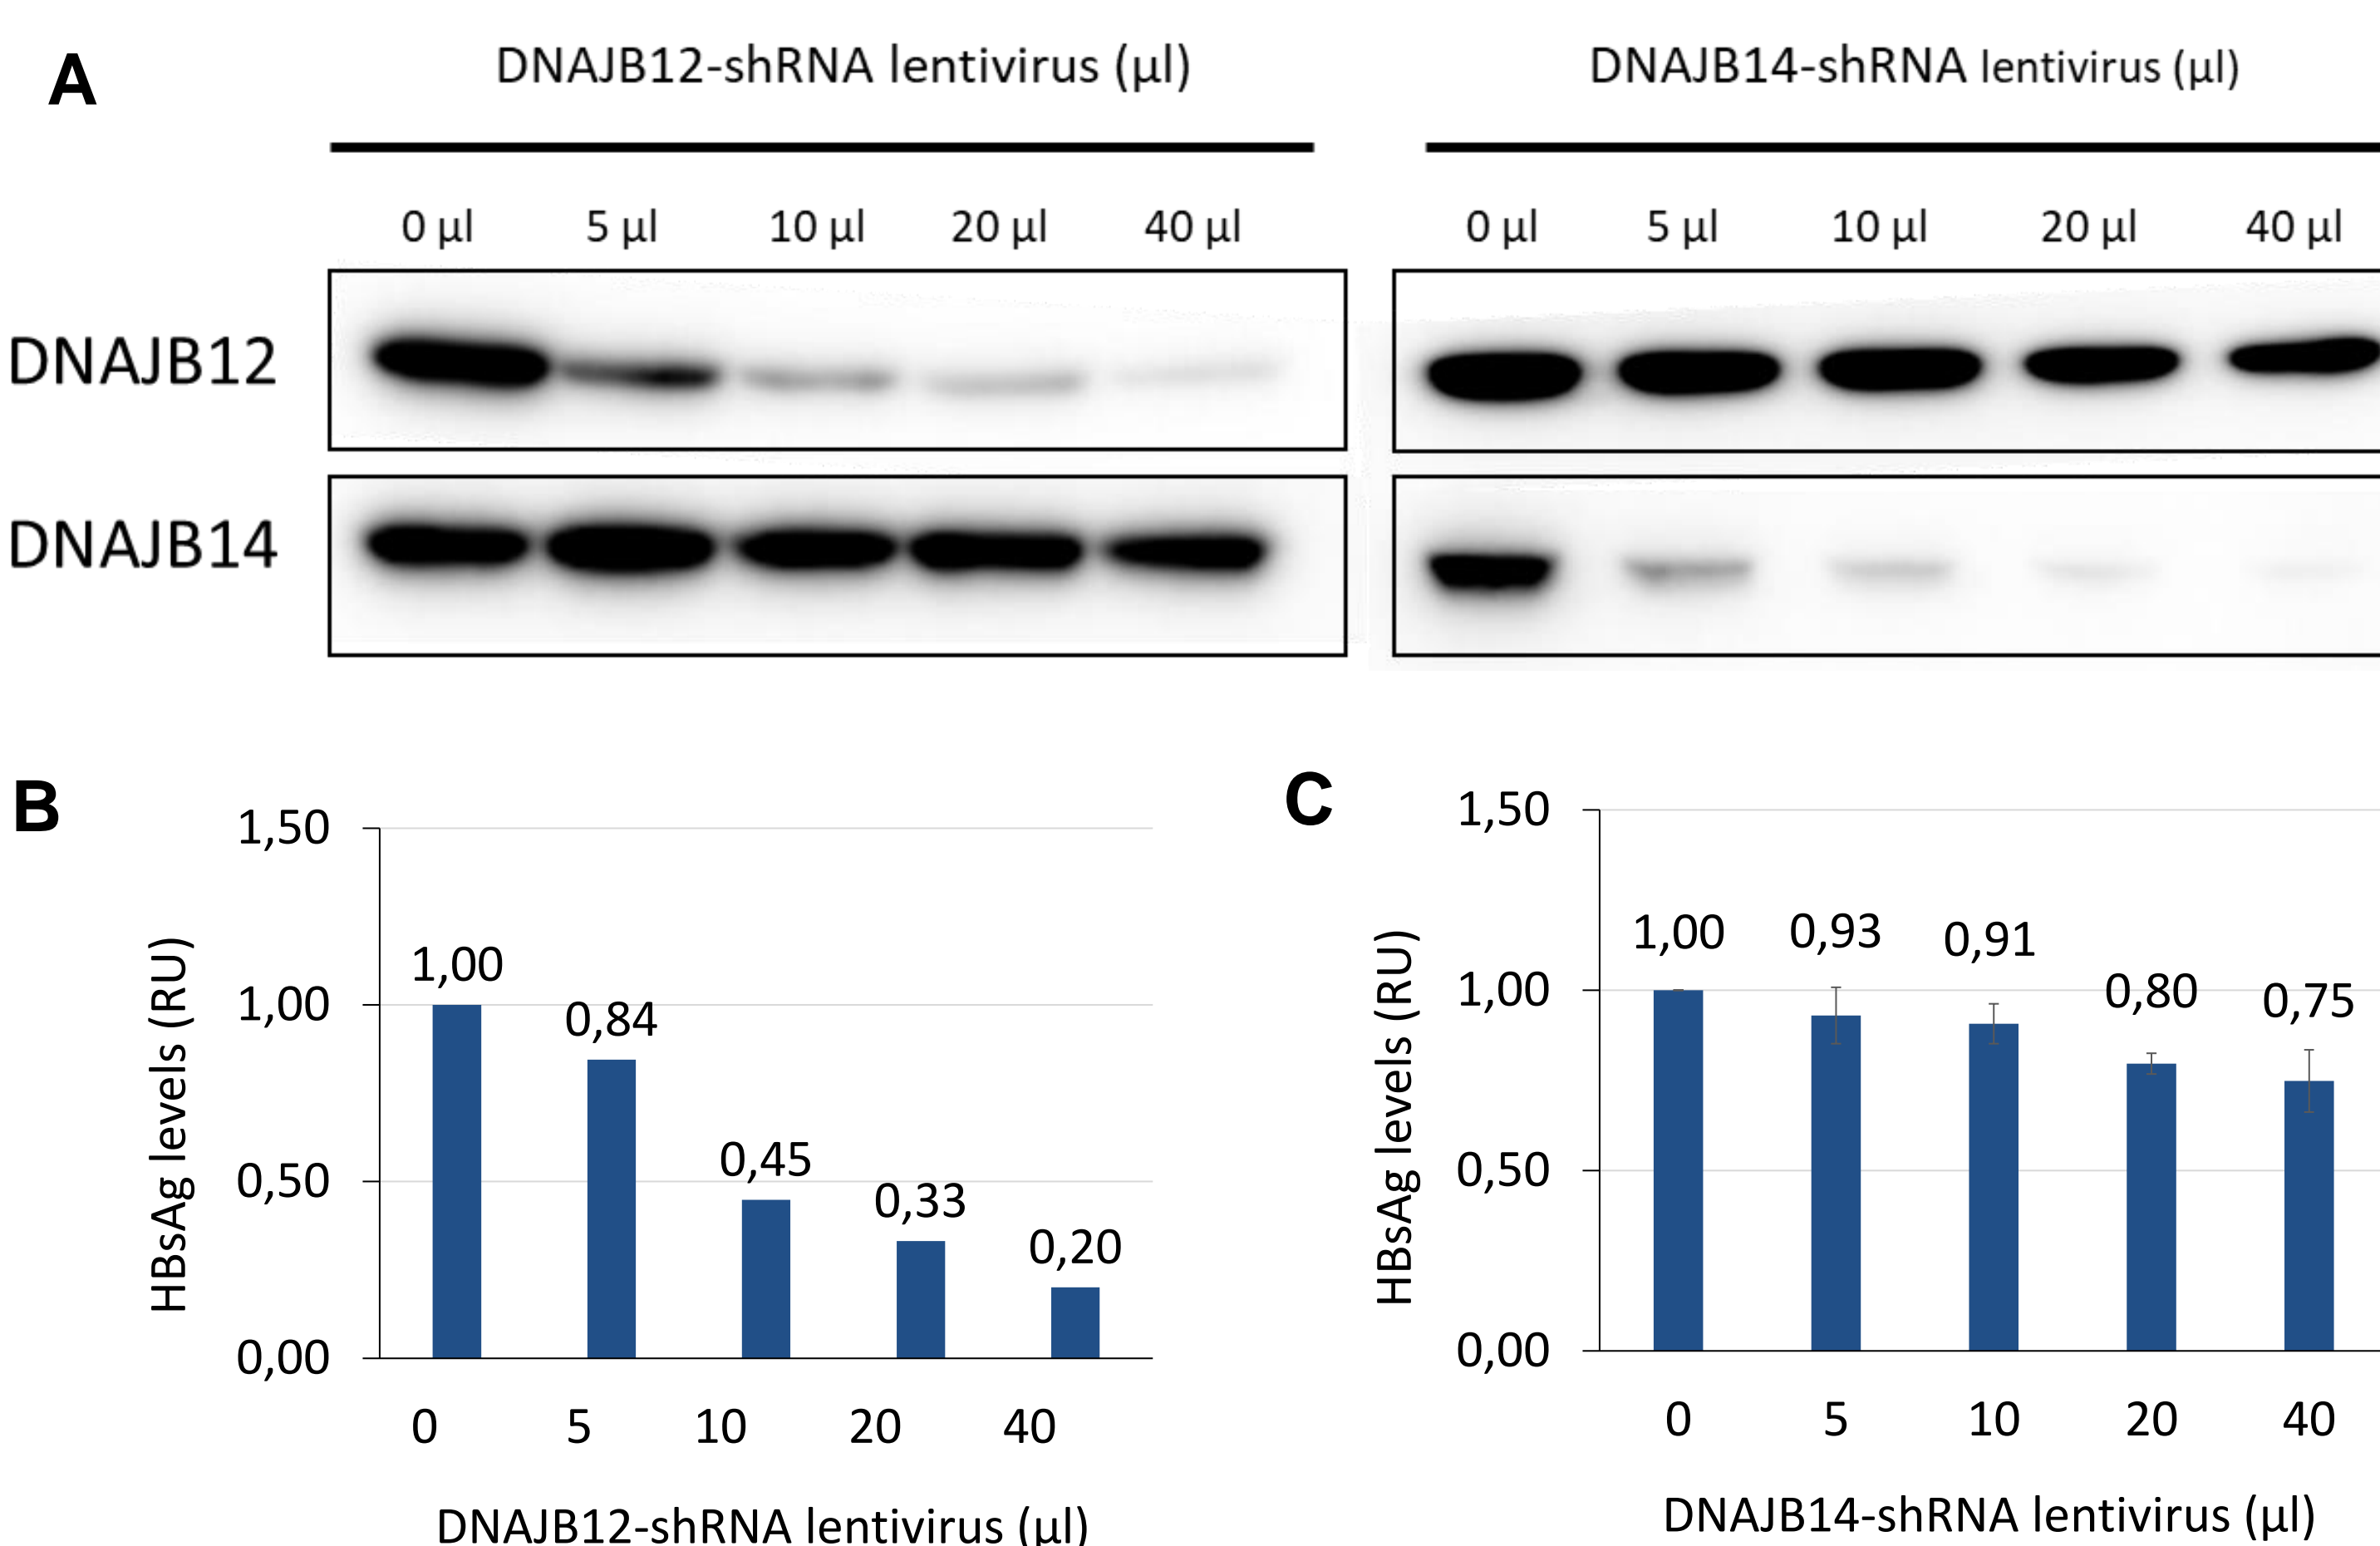 A
DNAJB12-shRNA lentivirus (µl)
DNAJB14-shRNA lentivirus (µl)
0 µl 5 µl 10 µl 20 µl 40 µl
0 µl 5 µl 10 µl 20 µl 40 µl
DNAJB12
DNAJB14
B
HBsAg levels (RU)
1,50
1,00
0,50
0,00
1,00
0,84
0,45
0,33
0,20
0 5 10 20 40
DNAJB12-shRNA lentivirus (µl)
C
HBsAg levels (RU)
1,50
1,00
0,50
0,00
1,00
0,93
0,91
0,80
0,75
0 5 10 20 40
DNAJB14-shRNA lentivirus (µl)